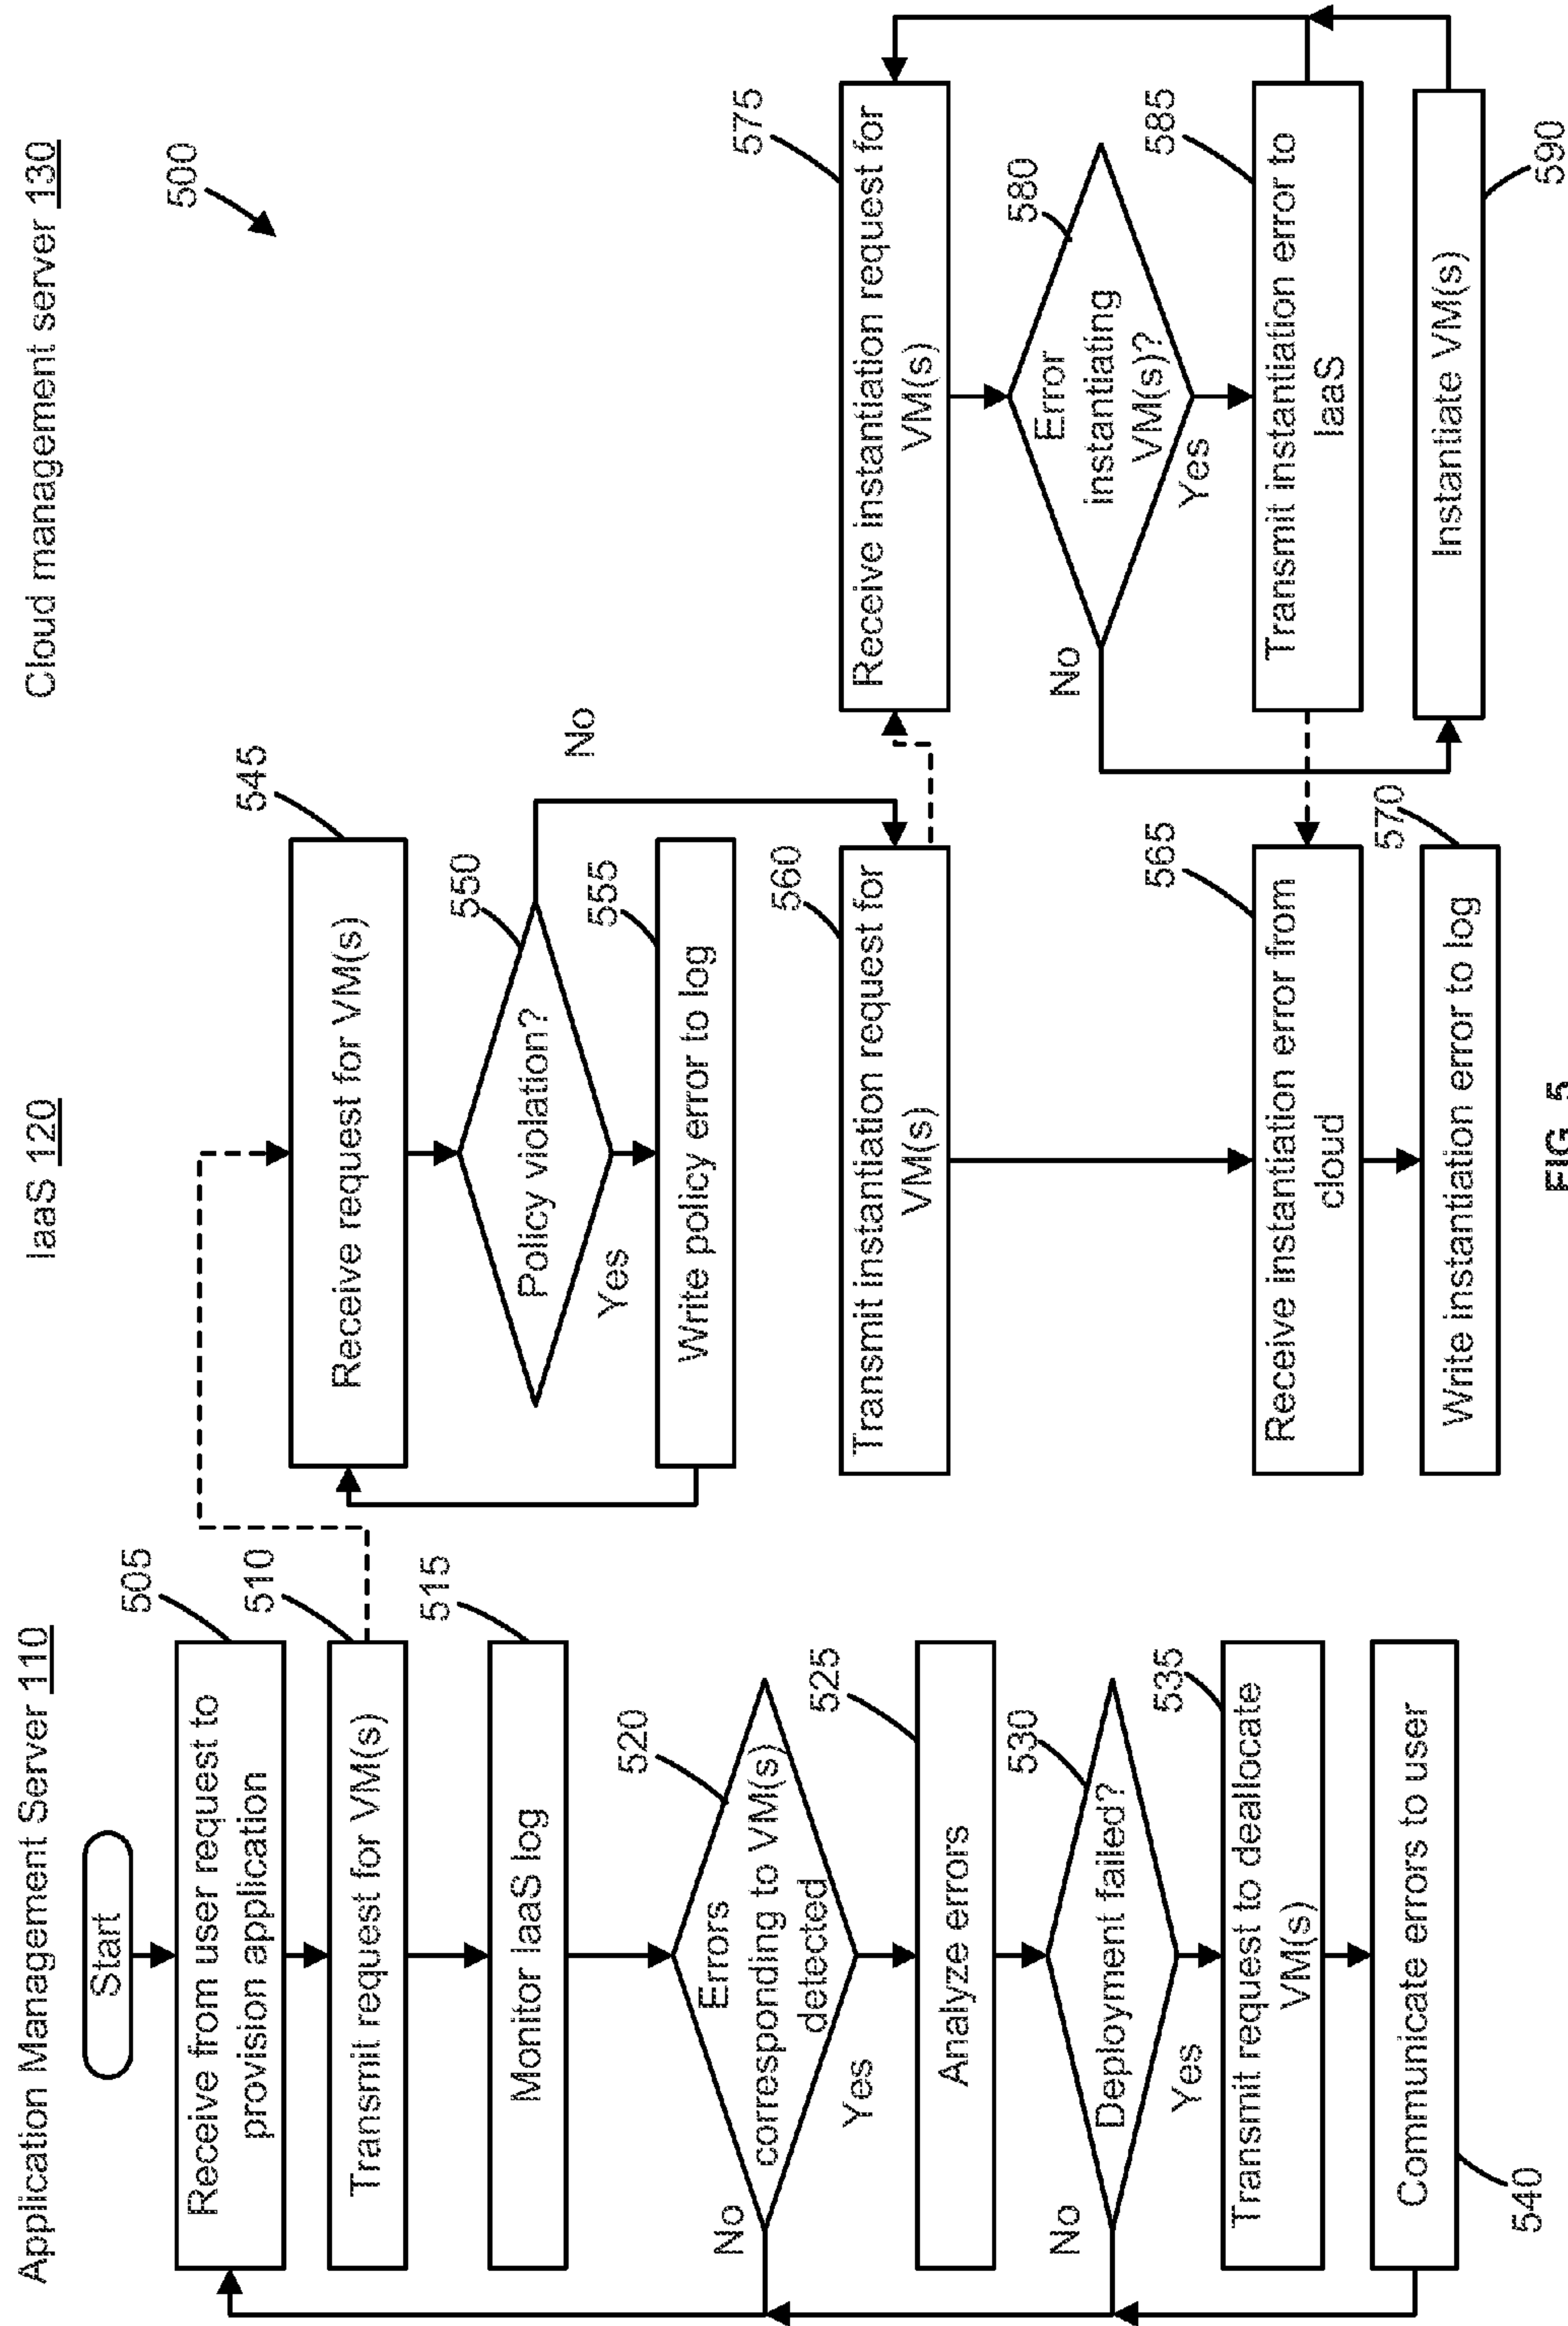 Application Management Server 110
Start
505
Receive from user request to
provision application
510
Transmit request for VM(s)
515
Monitor IaaS log
520
Errors
corresponding to VM(s)
detected
No
Yes
525
Analyze errors
530
Deployment failed?
No
Yes
535
Transmit request to deallocate
VM(s)
Communicate errors to user
540
IaaS 120
545
Receive request for VM(s)
550
Policy violation?
No
Yes
555
Write policy error to log
560
Transmit instantiation request for
VM(s)
565
Receive instantiation error from
cloud
570
Write instantiation error to log
Cloud management server 130
500
575
Receive instantiation request for
VM(s)
580
Error
instantiating
VM(s)?
No
Yes
585
Transmit instantiation error to
IaaS
Instantiate VM(s)
590
FIG. 5